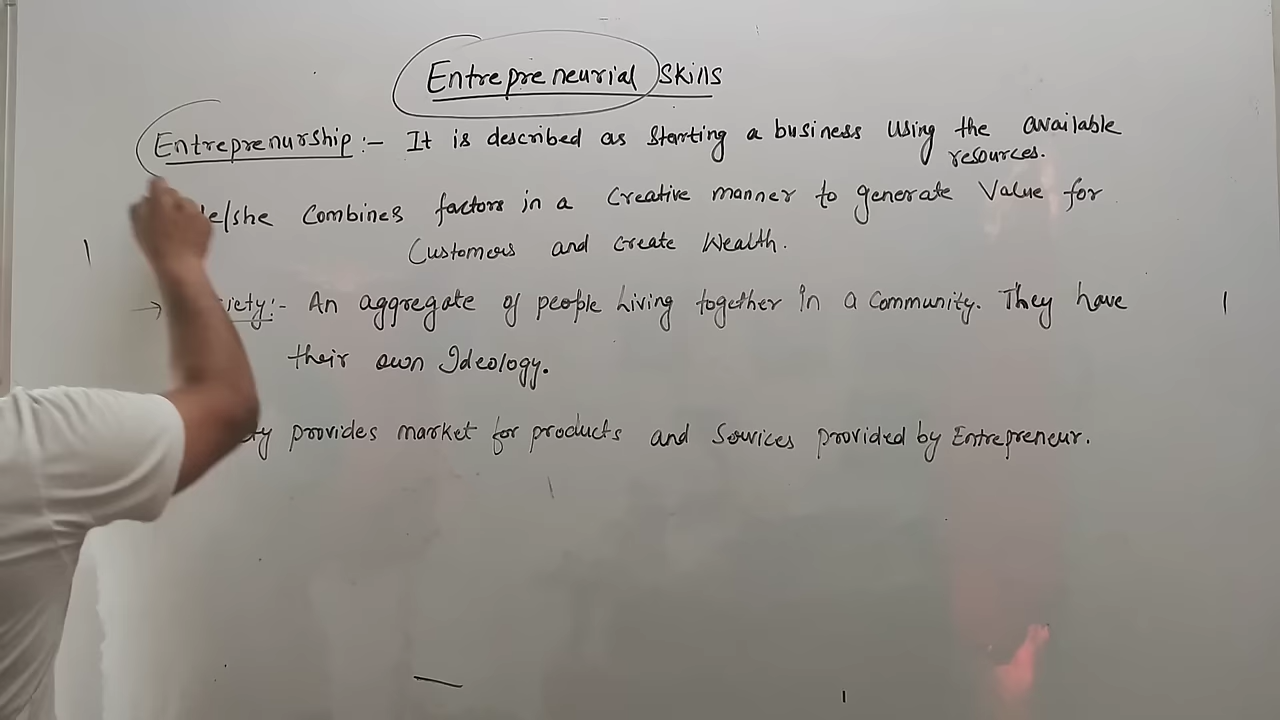 Entrepreneurial Skills
Entreprenurship :- It is described as starting a business using the available
resources.
/she Combines factors in a Creative manner to generate Value for
Customers and Create Wealth.
→ :- An aggregate of people living together in a Community. They have
their own Ideology.
provides market for products and Services provided by Entrepreneur.